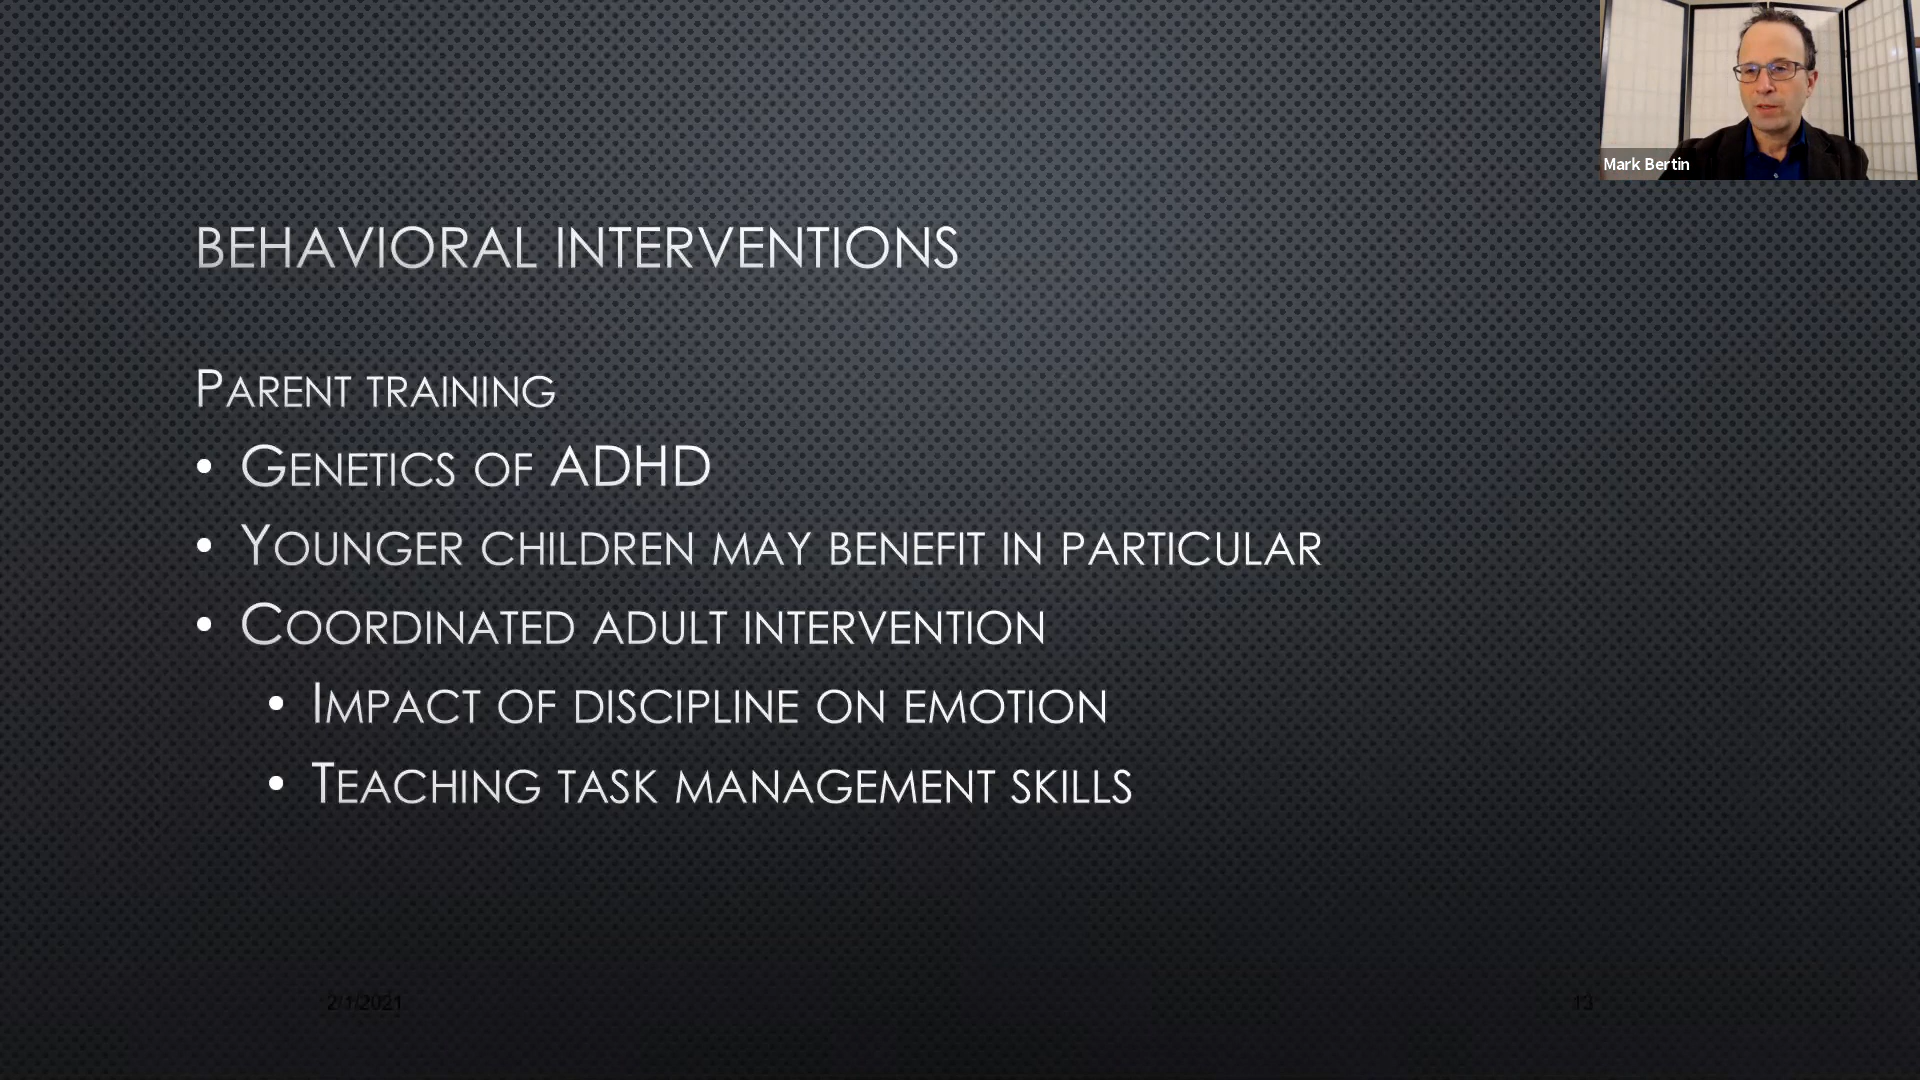 Mark Bertin
BEHAVIORAL INTERVENTIONS
PARENT TRAINING
• GENETICS OF ADHD
• YOUNGER CHILDREN MAY BENEFIT IN PARTICULAR
• COORDINATED ADULT INTERVENTION
• IMPACT OF DISCIPLINE ON EMOTION
• TEACHING TASK MANAGEMENT SKILLS
2/1/2021
13